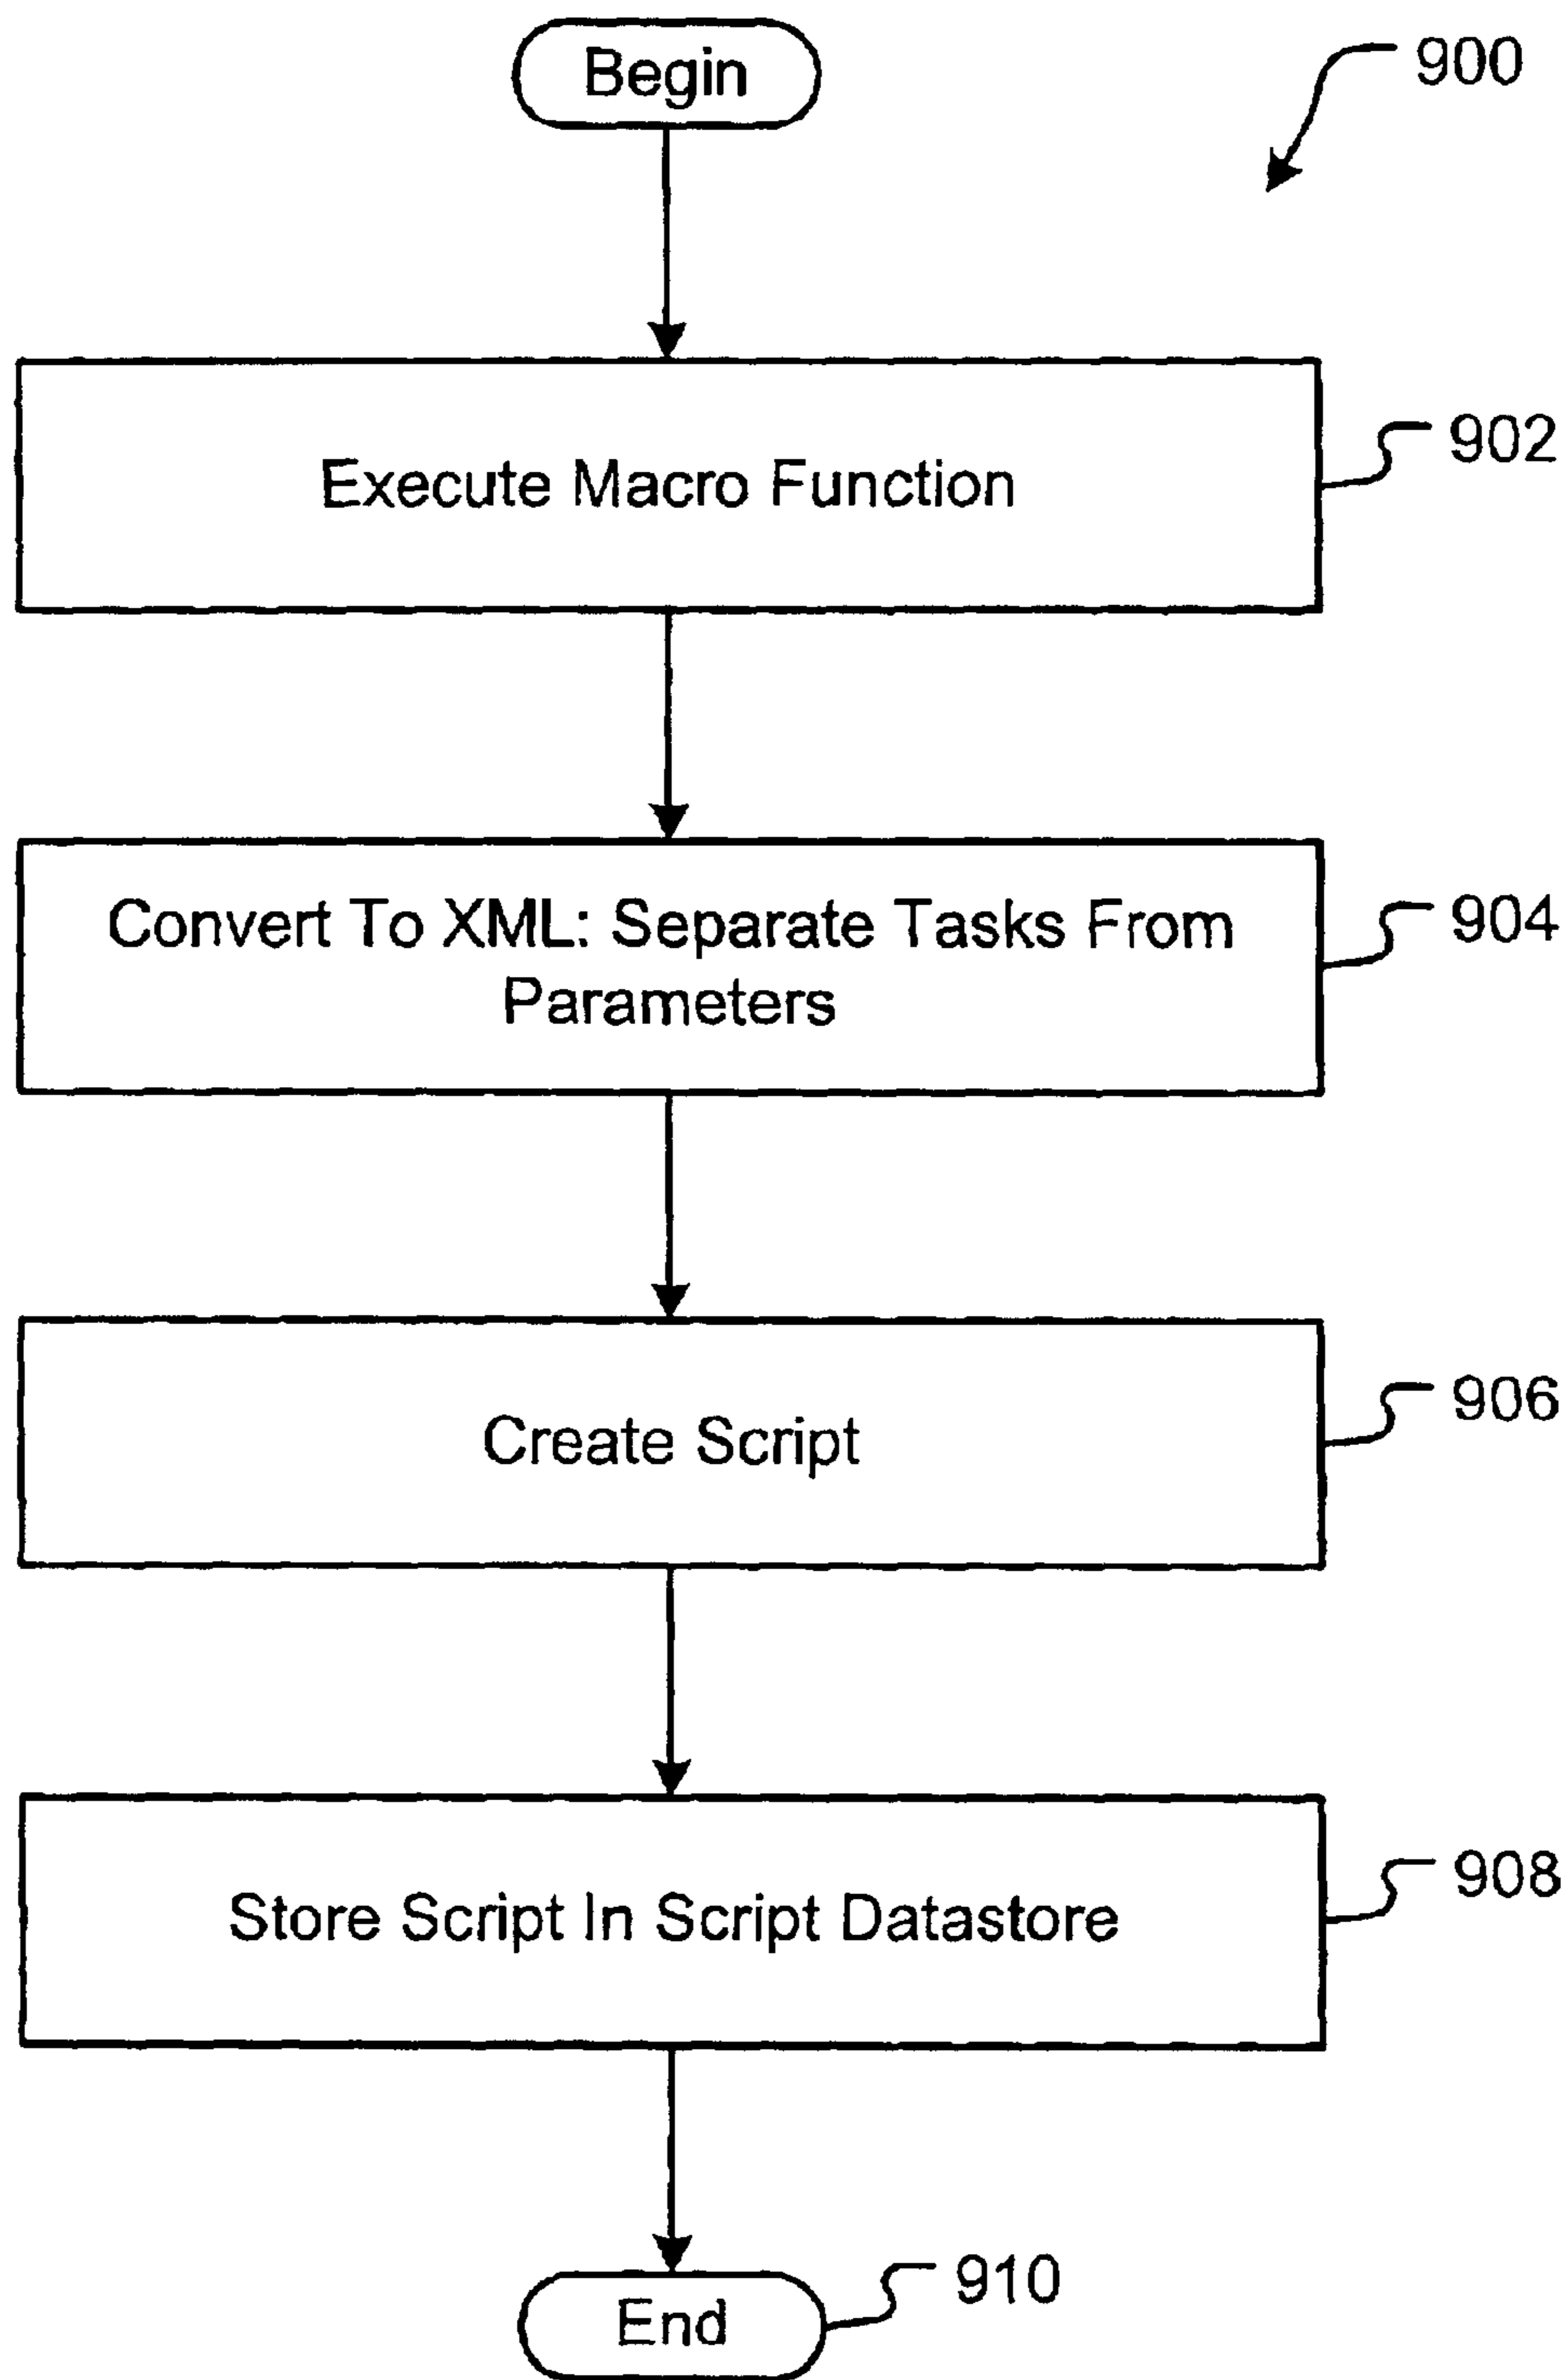 Begin
900
Execute Macro Function
902
Convert To XML: Separate Tasks From
Parameters
904
Create Script
906
Store Script In Script Datastore
908
End
910